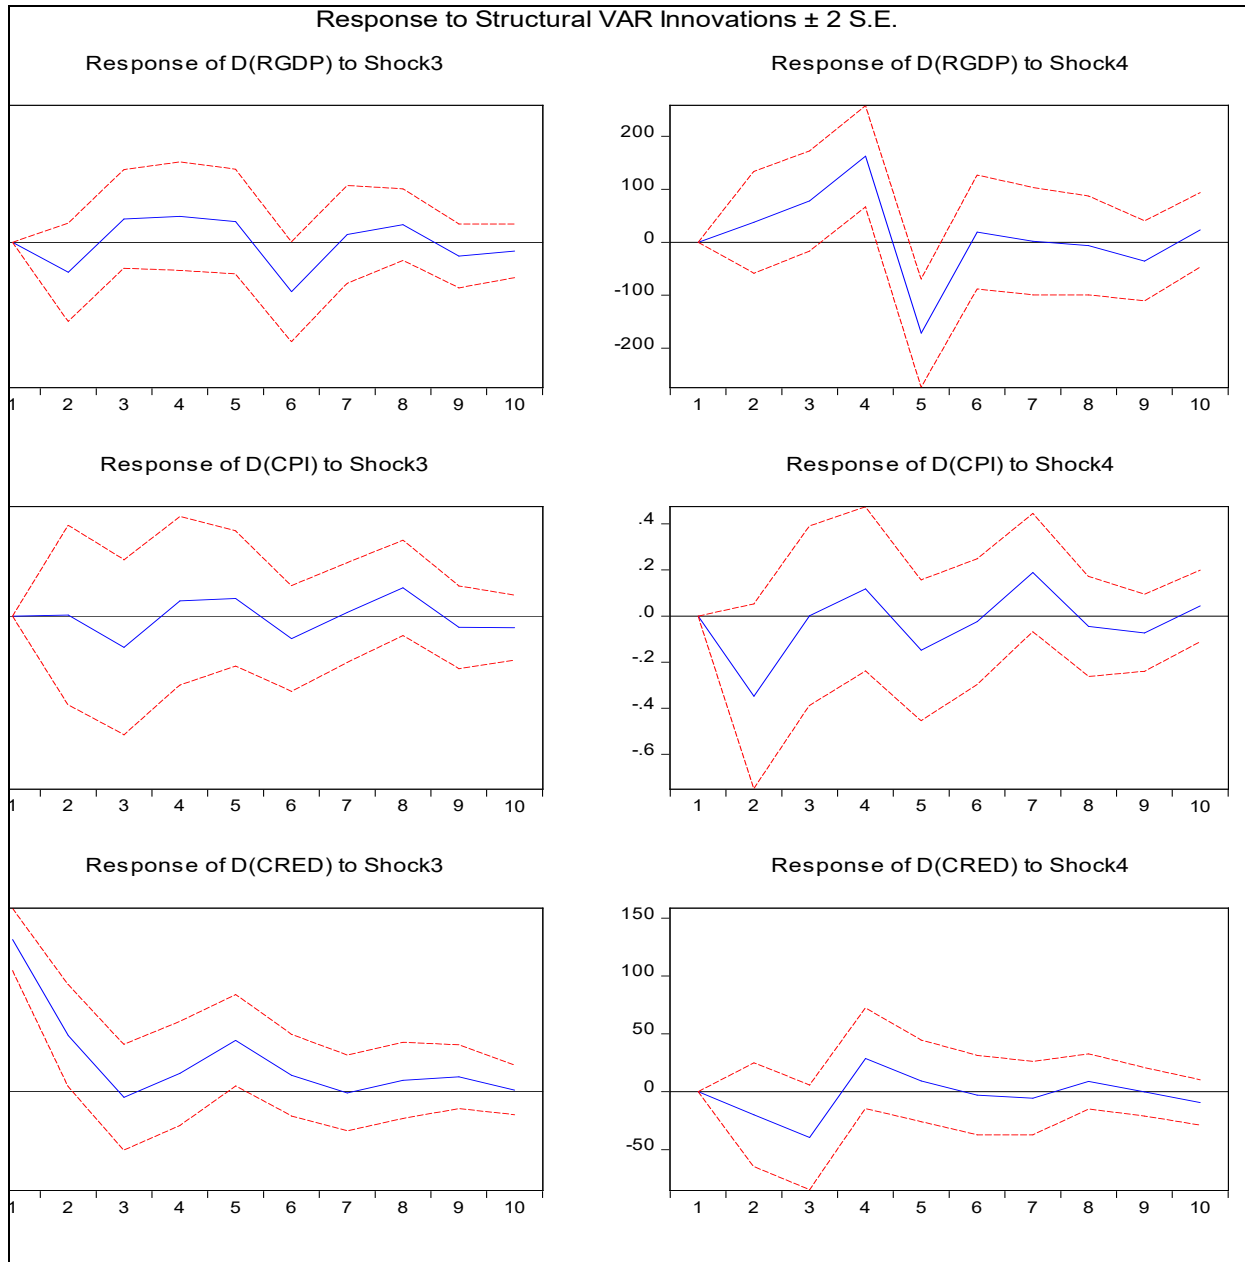 Response to Structural VAR Innovations ± 2 S.E.
Response of D(RGDP) to Shock3
1 2 3 4 5 6 7 8 9 10
Response of D(RGDP) to Shock4
200
100
0
-100
-200
1 2 3 4 5 6 7 8 9 10
Response of D(CPI) to Shock3
1 2 3 4 5 6 7 8 9 10
Response of D(CPI) to Shock4
.4
.2
.0
-.2
-.4
-.6
1 2 3 4 5 6 7 8 9 10
Response of D(CRED) to Shock3
1 2 3 4 5 6 7 8 9 10
Response of D(CRED) to Shock4
150
100
50
0
-50
1 2 3 4 5 6 7 8 9 10